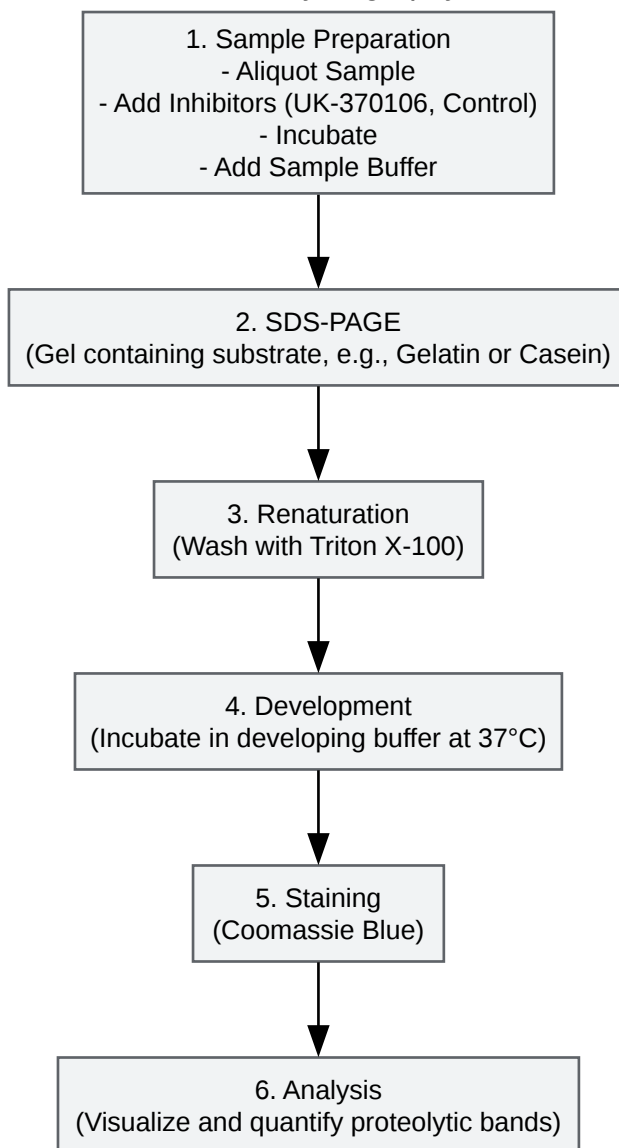 1. Sample Preparation
- Aliquot Sample
- Add Inhibitors (UK-370106, Control)
- Incubate
- Add Sample Buffer
2. SDS-PAGE
(Gel containing substrate, e.g., Gelatin or Casein)
3. Renaturation
(Wash with Triton X-100)
4. Development
(Incubate in developing buffer at 37°C)
5. Staining
(Coomassie Blue)
6. Analysis
(Visualize and quantify proteolytic bands)